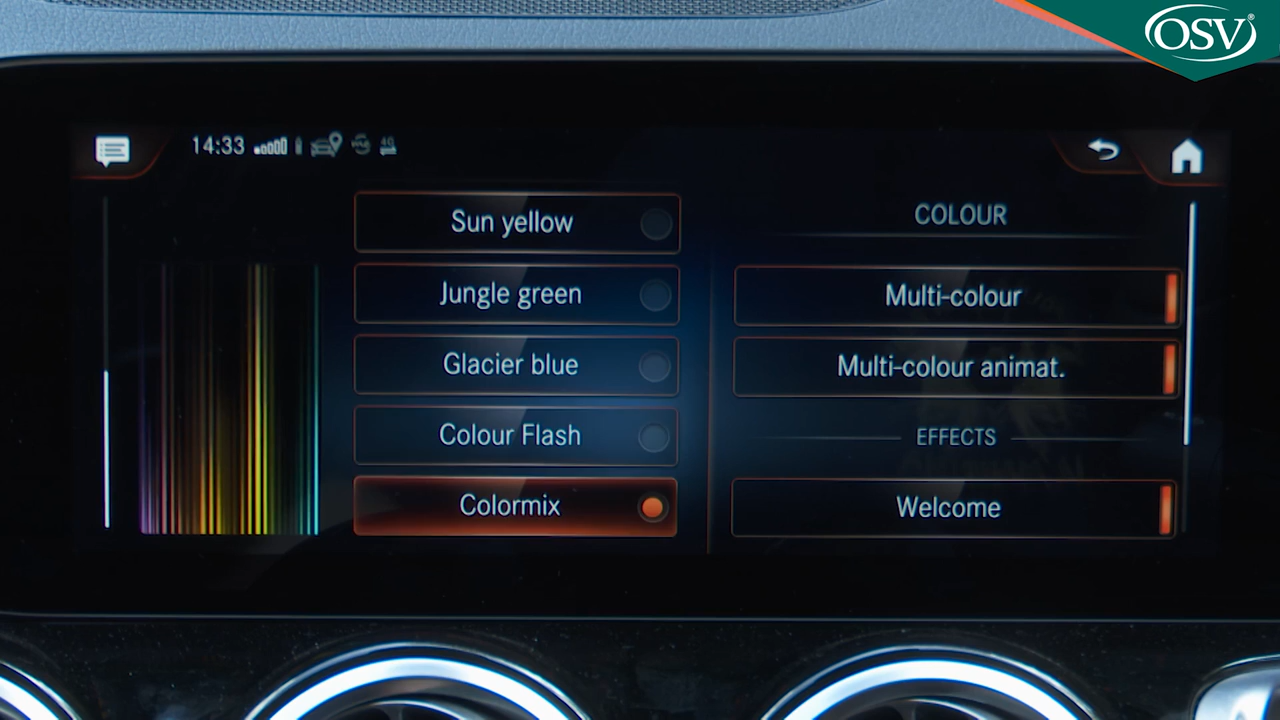 OSV®
14:33
4G
Sun yellow
Jungle green
Glacier blue
Colour Flash
Colormix
COLOUR
Multi-colour
Multi-colour animat.
EFFECTS
Welcome